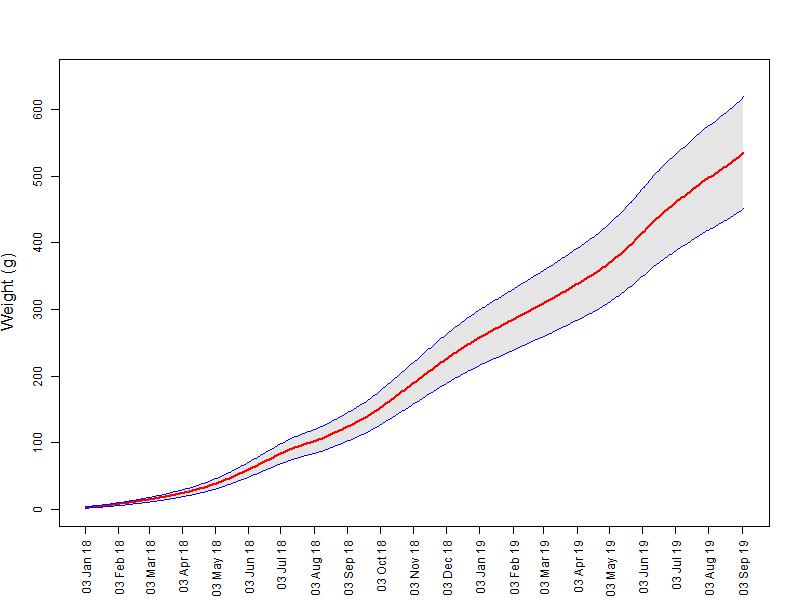 Weight (g)
600
500
400
300
200
100
0
03 Jan 18
03 Feb 18
03 Mar 18
03 Apr 18
03 May 18
03 Jun 18
03 Jul 18
03 Aug 18
03 Sep 18
03 Oct 18
03 Nov 18
03 Dec 18
03 Jan 19
03 Feb 19
03 Mar 19
03 Apr 19
03 May 19
03 Jun 19
03 Jul 19
03 Aug 19
03 Sep 19